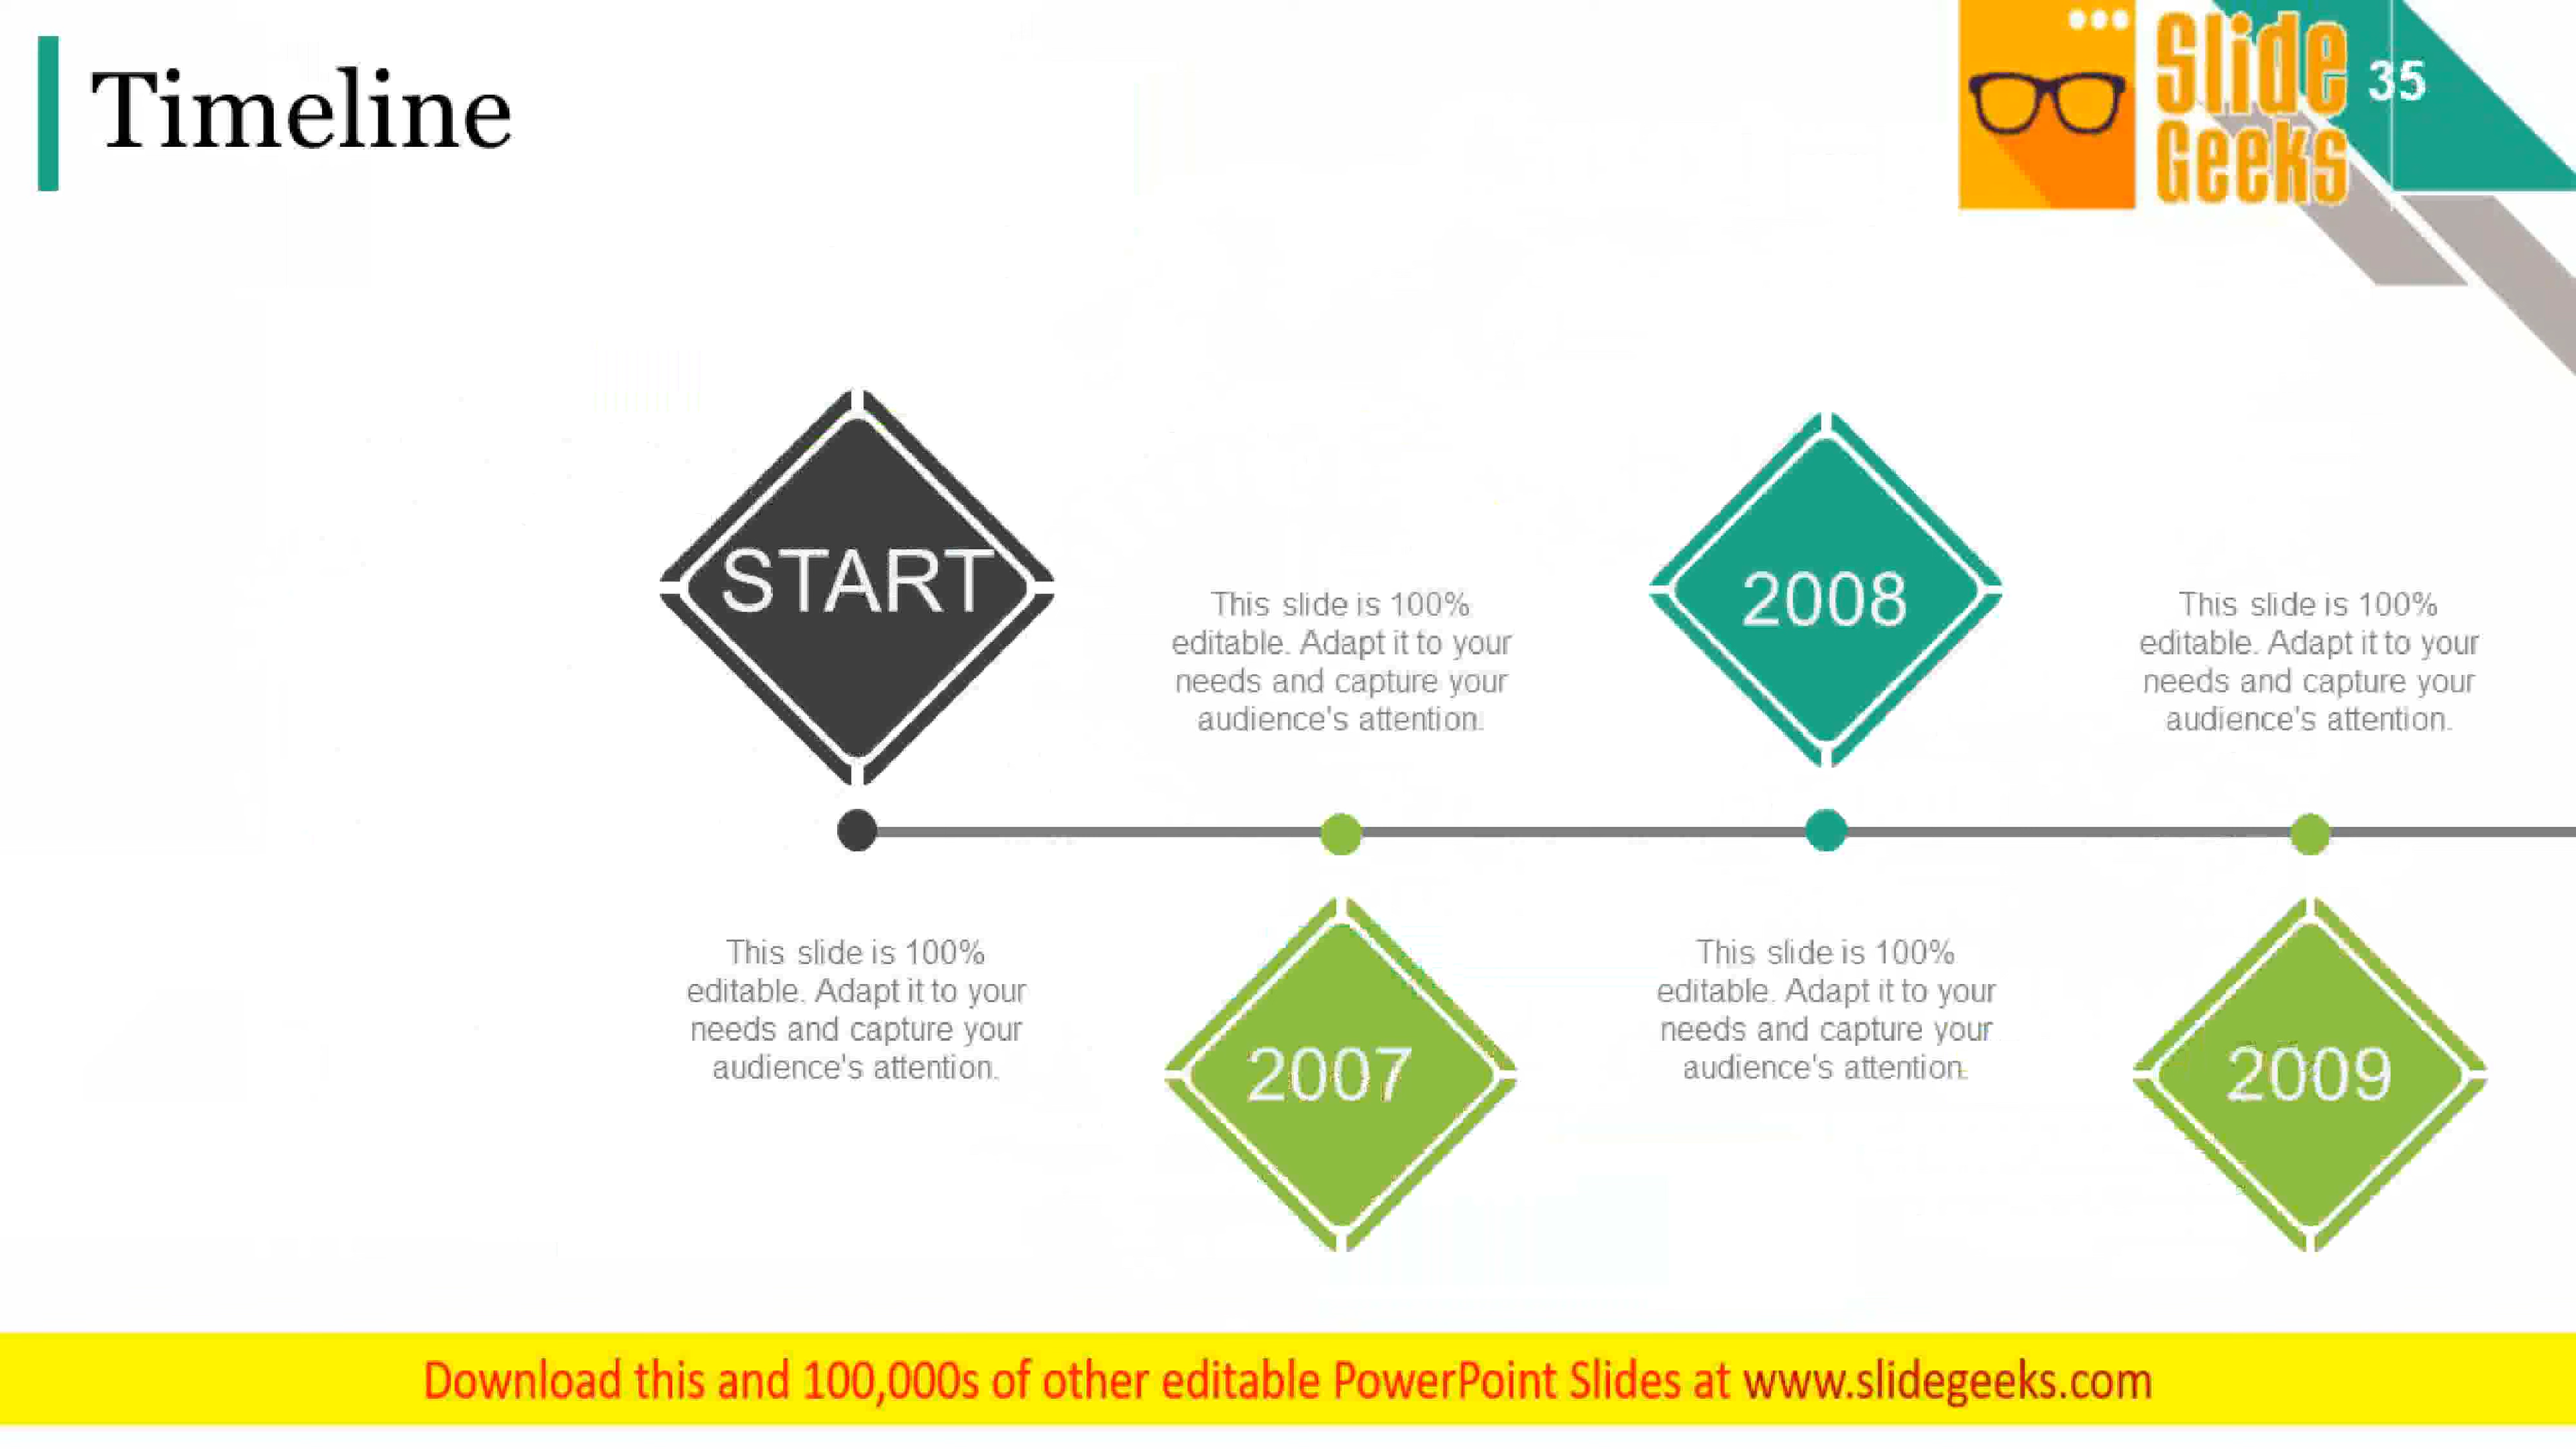 Timeline
Slide
Geeks
35
START
This slide is 100%
editable. Adapt it to your
needs and capture your
audience's attention.
2008
This slide is 100%
editable. Adapt it to your
needs and capture your
audience's attention.
This slide is 100%
editable. Adapt it to your
needs and capture your
audience's attention.
2007
This slide is 100%
editable. Adapt it to your
needs and capture your
audience's attention.
2009
Download this and 100,000s of other editable PowerPoint Slides at www.slidegeeks.com